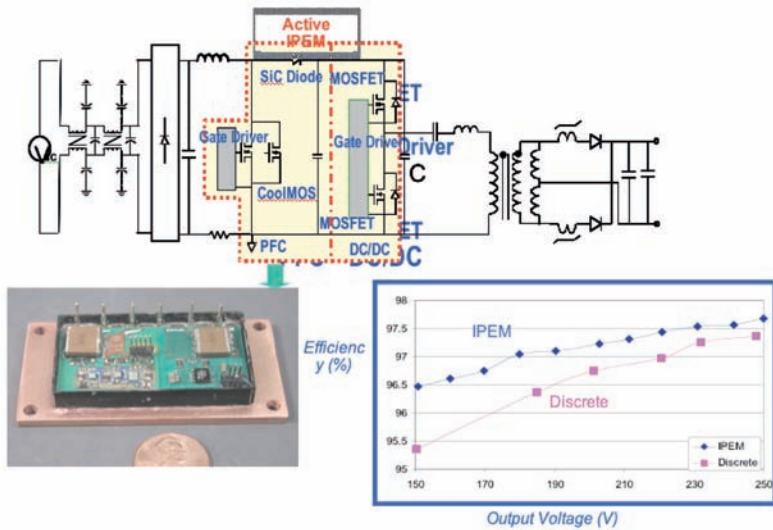 Active
IPEM
SiC Diode
MOSFET
Gate Driver
Gate Driver
Driver
C
CoolMOS
MOSFET
PFC
DC/DC
DC/DC
97.5
98
97
96.5
96
95.5
95
Efficienc
y (%)
IPEM
Discrete
IPEM
Discrete
150
170
190
210
230
250
Output Voltage (V)